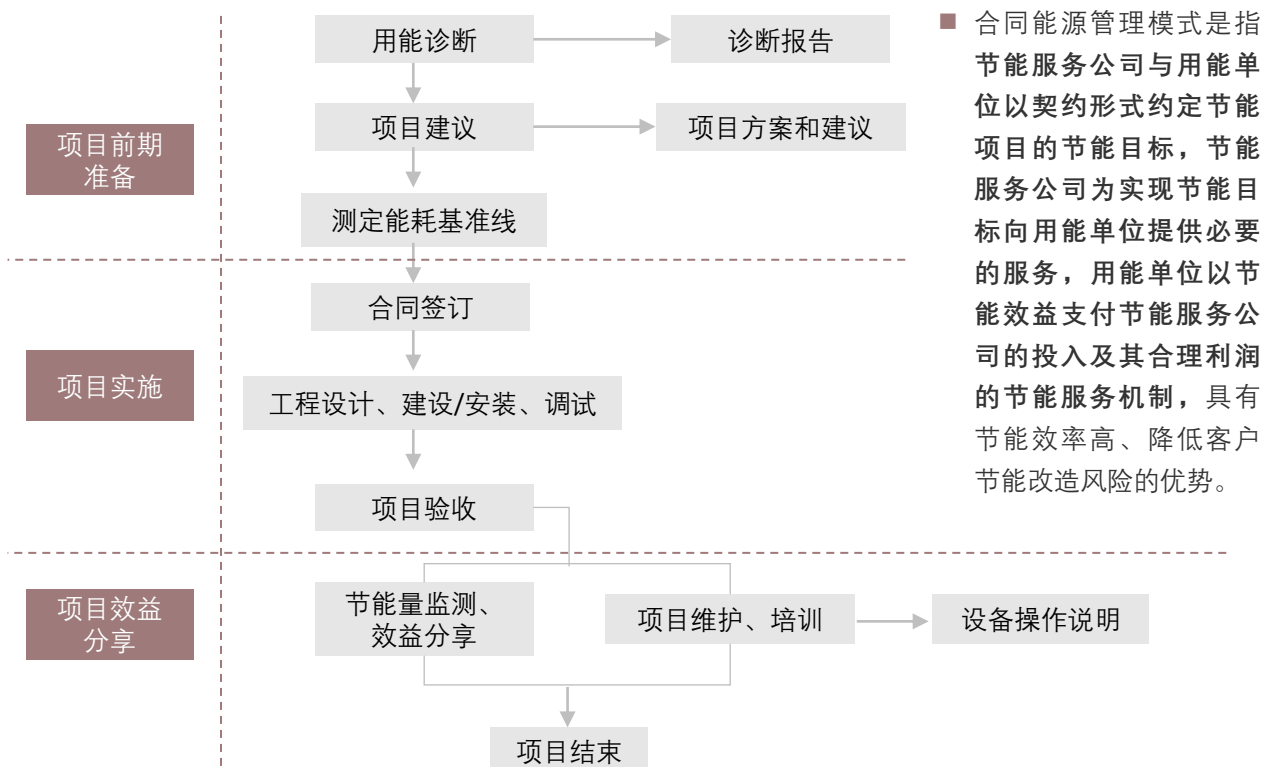 用能诊断
诊断报告
项目前期
准备
项目建议
项目方案和建议
测定能耗基准线
合同签订
项目实施
工程设计、建设/安装、调试
项目验收
项目效益
分享
节能量监测、
效益分享
项目维护、培训
设备操作说明
项目结束
■ 合同能源管理模式是指
节能服务公司与用能单
位以契约形式约定节能
项目的节能目标，节能
服务公司为实现节能目
标向用能单位提供必要
的服务，用能单位以节
能效益支付节能服务公
司的投入及其合理利润
的节能服务机制，具有
节能效率高、降低客户
节能改造风险的优势。